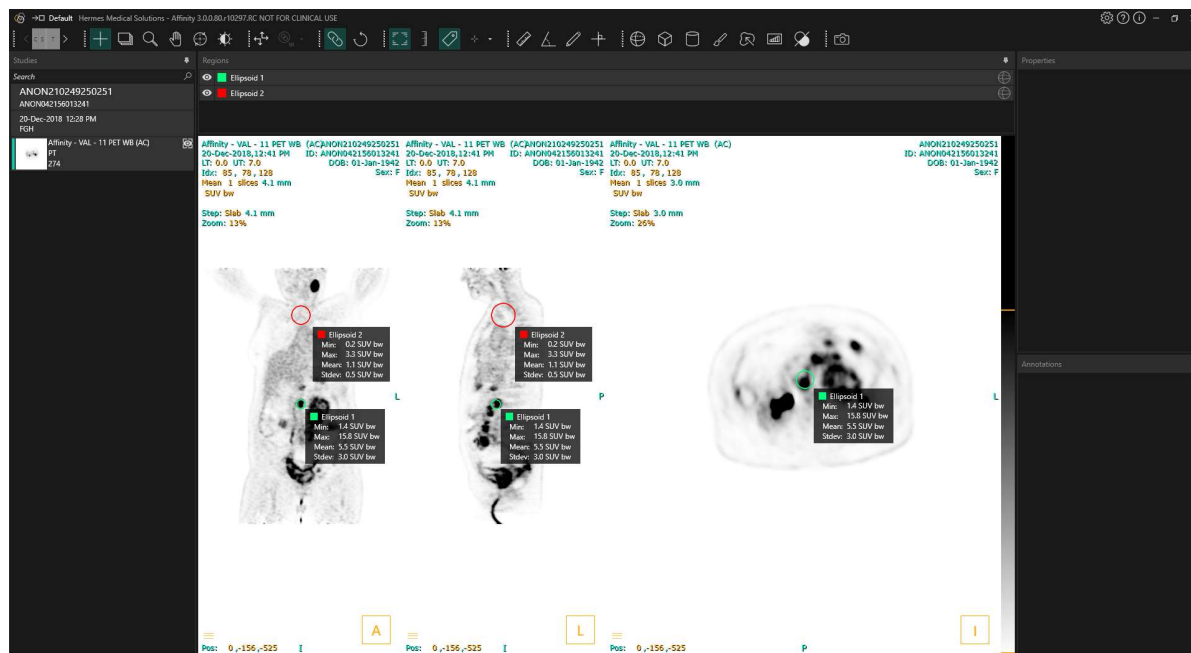 Default Hermes Medical Solutions - Affinity 3.0.0.80.r10297.RC NOT FOR CLINICAL USE
Studies
Regions
Properties
Search
ANON210249250251
ANON042156013241
20-Dec-2018 12:28 PM
FGH
Affinity - VAL - 11 PET WB (AC)
PT
274
Ellipsoid 1
Ellipsoid 2
Annotations
Affinity - VAL - 11 PET WB (AC)ANON210249250251
20-Dec-2018,12:41 PM ID: ANON042156013241
LT: 0.0 UT: 7.0 DOB: 01-Jan-1942
Idx: 85, 78, 128 Sex: F
Mean 1 slices 4.1 mm
SUV bw
Step: Slab 4.1 mm
Zoom: 13%
Ellipsoid 2
Min: 0.2 SUV bw
Max: 3.3 SUV bw
Mean: 1.1 SUV bw
Stdev: 0.5 SUV bw
L
Ellipsoid 1
Min: 1.4 SUV bw
Max: 15.8 SUV bw
Mean: 5.5 SUV bw
Stdev: 3.0 SUV bw
A
Pos: 0,-156,-525 I
Affinity - VAL - 11 PET WB (AC)ANON210249250251
20-Dec-2018,12:41 PM ID: ANON042156013241
LT: 0.0 UT: 7.0 DOB: 01-Jan-1942
Idx: 85, 78, 128 Sex: F
Mean 1 slices 4.1 mm
SUV bw
Step: Slab 4.1 mm
Zoom: 13%
Ellipsoid 2
Min: 0.2 SUV bw
Max: 3.3 SUV bw
Mean: 1.1 SUV bw
Stdev: 0.5 SUV bw
P
Ellipsoid 1
Min: 1.4 SUV bw
Max: 15.8 SUV bw
Mean: 5.5 SUV bw
Stdev: 3.0 SUV bw
L
Pos: 0,-156,-525 I
Affinity - VAL - 11 PET WB (AC) ANON210249250251
20-Dec-2018,12:41 PM ID: ANON042156013241
LT: 0.0 UT: 7.0 DOB: 01-Jan-1942
Idx: 85, 78, 128 Sex: F
Mean 1 slices 3.0 mm
SUV bw
Step: Slab 3.0 mm
Zoom: 26%
L
Ellipsoid 1
Min: 1.4 SUV bw
Max: 15.8 SUV bw
Mean: 5.5 SUV bw
Stdev: 3.0 SUV bw
I
Pos: 0,-156,-525 P